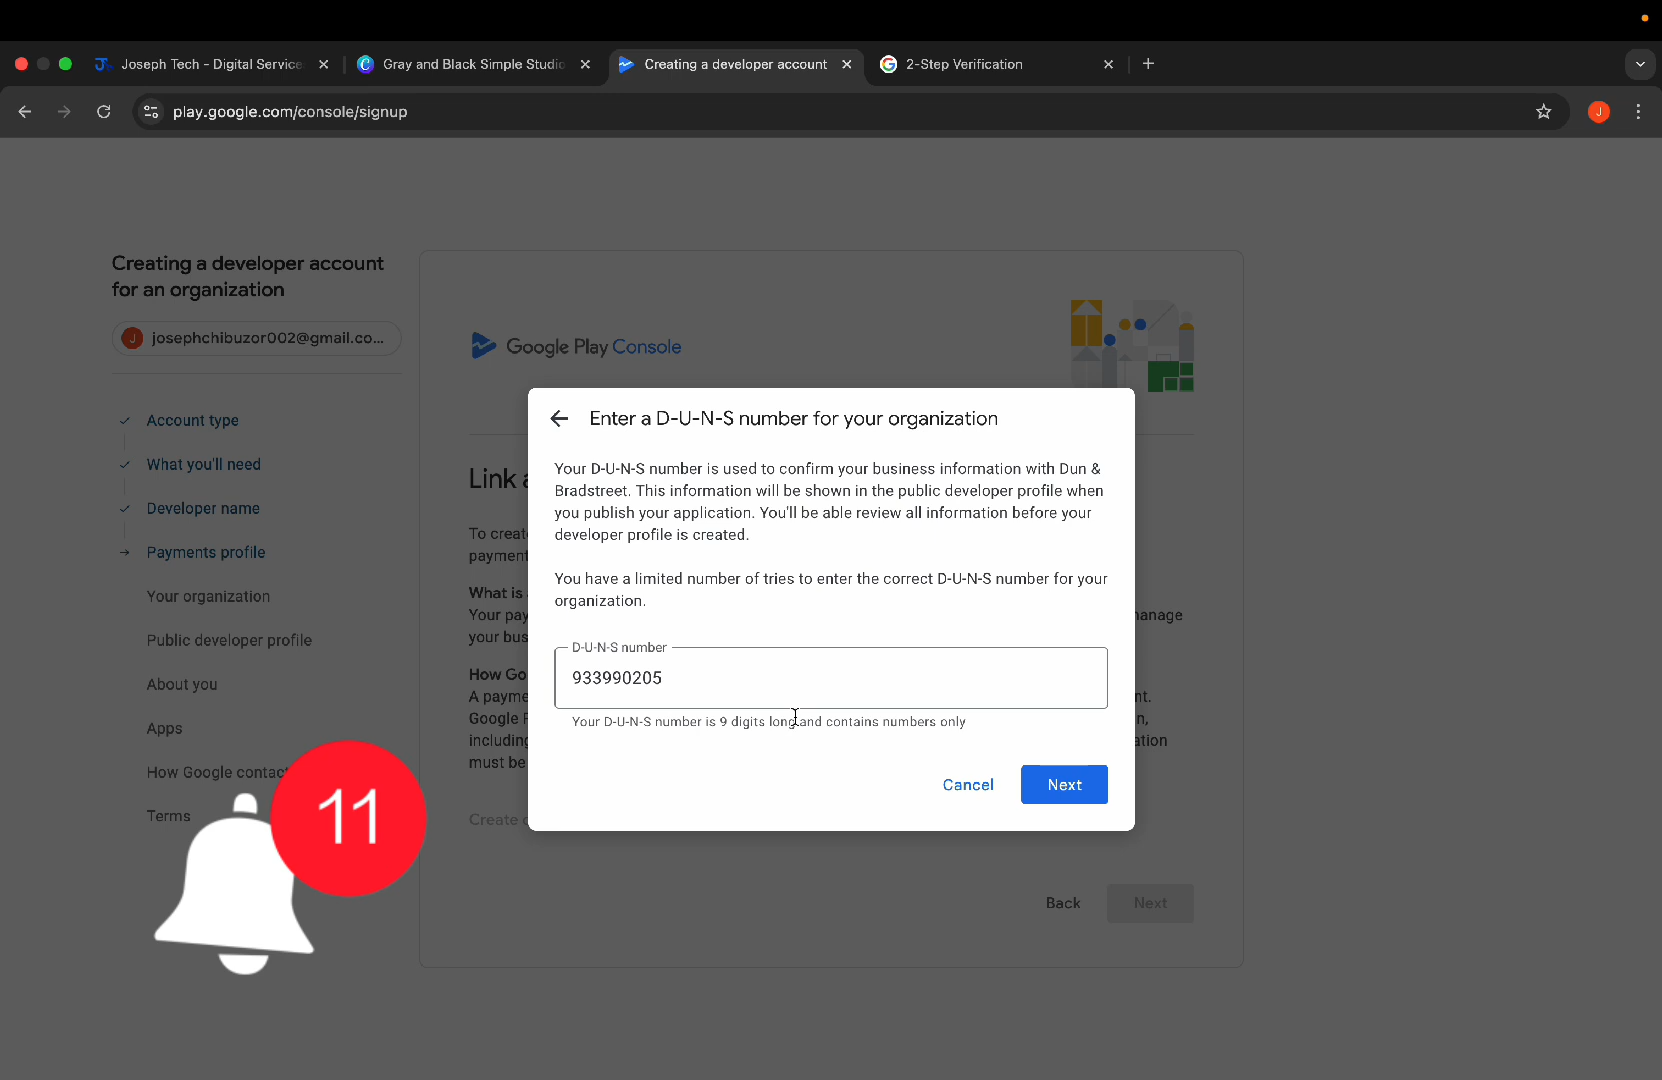 Joseph Tech - Digital Service
Gray and Black Simple Studio
Creating a developer account
2-Step Verification
play.google.com/console/signup
J
Creating a developer account
for an organization
J josephchibuzor002@gmail.co...
Account type
What you'll need
Developer name
Payments profile
Your organization
Public developer profile
About you
Apps
How Google contac
Terms
11
Google Play Console
Link a
To creat
payment
What is
Your pay
anage
your bus
How Go
A payme
nt.
Google P
n,
including
ation
must be
Create
Back
Next
Enter a D-U-N-S number for your organization
Your D-U-N-S number is used to confirm your business information with Dun &
Bradstreet. This information will be shown in the public developer profile when
you publish your application. You'll be able review all information before your
developer profile is created.
You have a limited number of tries to enter the correct D-U-N-S number for your
organization.
D-U-N-S number
933990205
Your D-U-N-S number is 9 digits long and contains numbers only
Cancel
Next